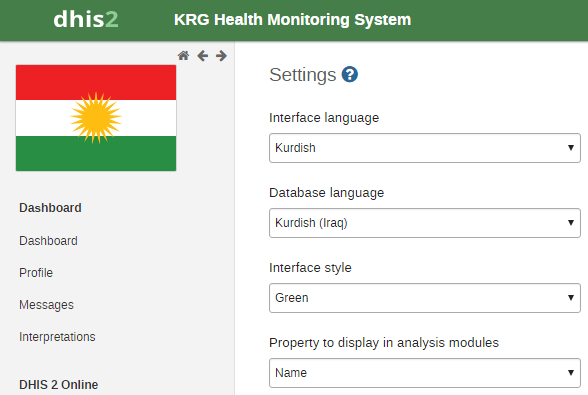 dhis2 KRG Health Monitoring System
Dashboard
Dashboard
Profile
Messages
Interpretations
DHIS 2 Online
Settings ?
Interface language
Kurdish
Database language
Kurdish (Iraq)
Interface style
Green
Property to display in analysis modules
Name